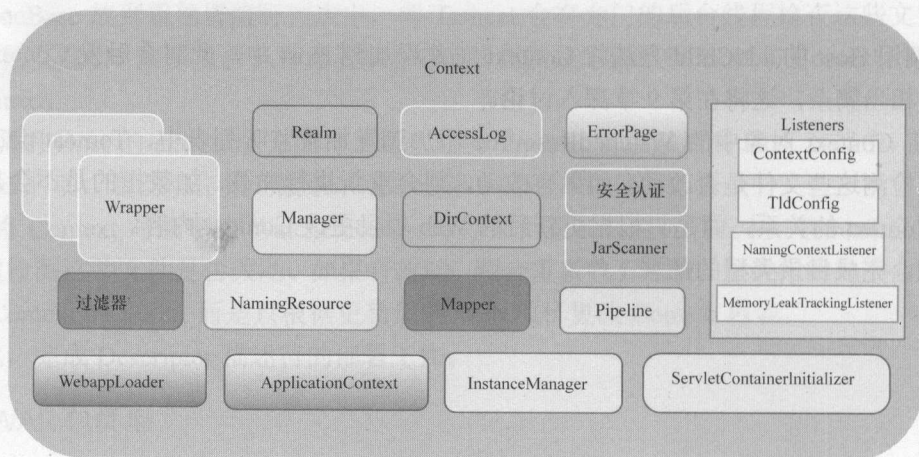 Context
Realm
AccessLog
ErrorPage
Listeners
ContextConfig
Wrapper
Manager
DirContext
安全认证
TldConfig
JarScanner
NamingContextListener
过滤器
NamingResource
Mapper
Pipeline
MemoryLeakTrackingListener
WebappLoader
ApplicationContext
InstanceManager
ServletContainerInitializer